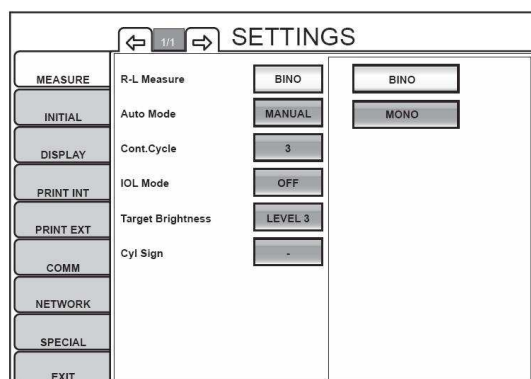 1/1 SETTINGS
MEASURE R-L Measure BINO BINO
INITIAL Auto Mode MANUAL MONO
DISPLAY Cont.Cycle 3
PRINT INT IOL Mode OFF
PRINT EXT Target Brightness LEVEL 3
COMM Cyl Sign -
NETWORK
SPECIAL
EXIT